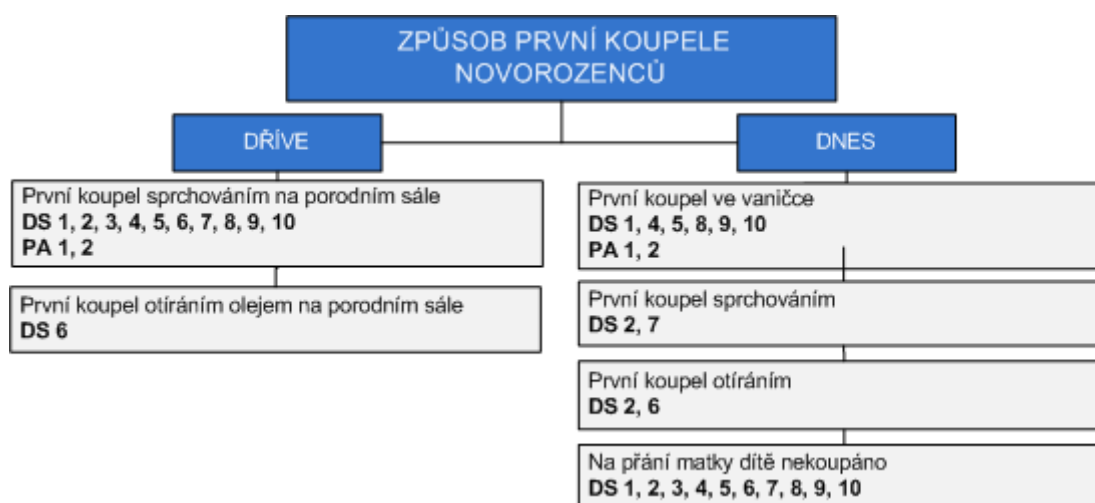 ZPŮSOB PRVNÍ KOUPELE
NOVOROZENCŮ
DŘÍVE
První koupel sprchováním na porodním sále
DS 1, 2, 3, 4, 5, 6, 7, 8, 9, 10
PA 1, 2
První koupel otíráním olejem na porodním sále
DS 6
DNES
První koupel ve vaničce
DS 1, 4, 5, 8, 9, 10
PA 1, 2
První koupel sprchováním
DS 2, 7
První koupel otíráním
DS 2, 6
Na přání matky dítě nekoupáno
DS 1, 2, 3, 4, 5, 6, 7, 8, 9, 10